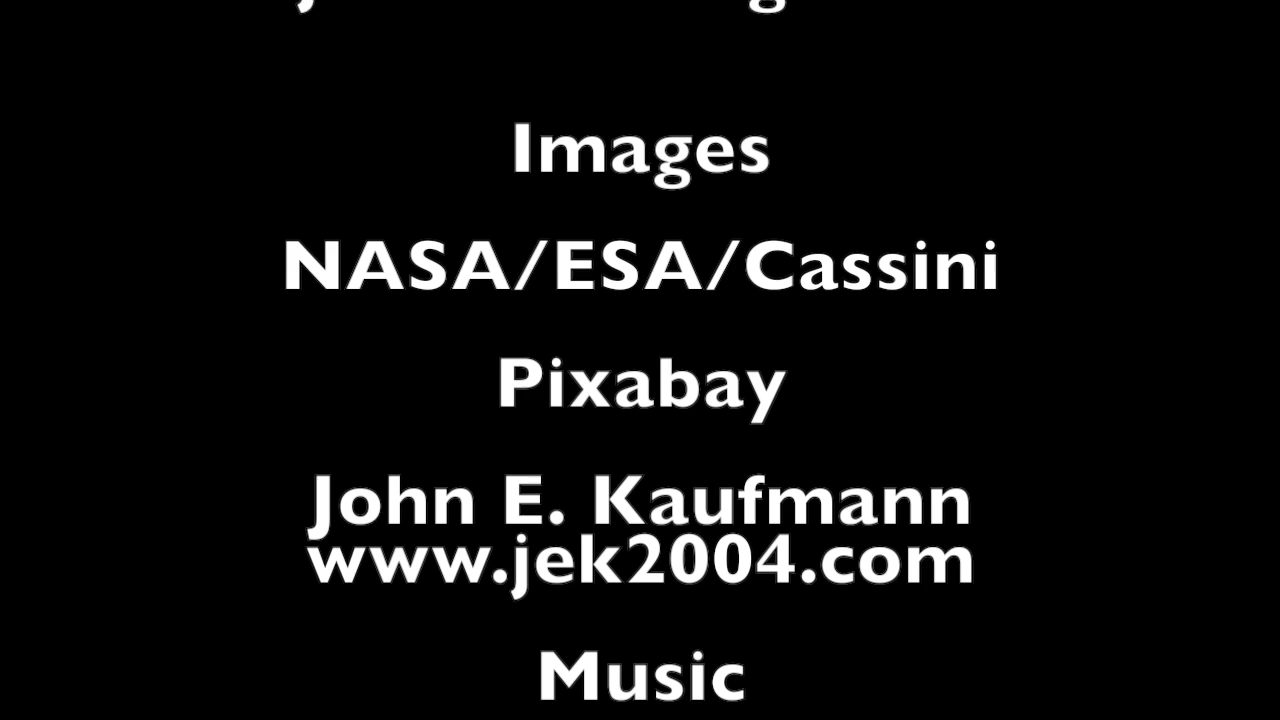 Images
NASA/ESA/Cassini
Pixabay
John E. Kaufmann
www.jek2004.com
Music